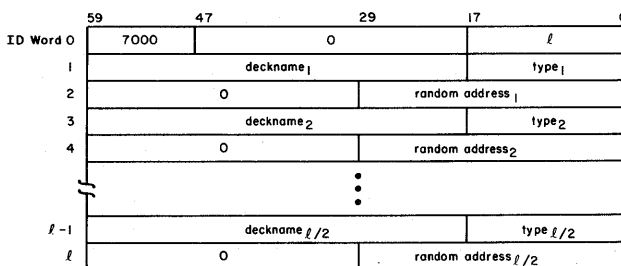 59 47 29 17 0
ID Word 0 7000 0 ℓ
1 deckname₁ type₁
2 0 random address₁
3 deckname₂ type₂
4 0 random address₂
ℓ-1 deckname ℓ/2 type ℓ/2
ℓ 0 random address ℓ/2